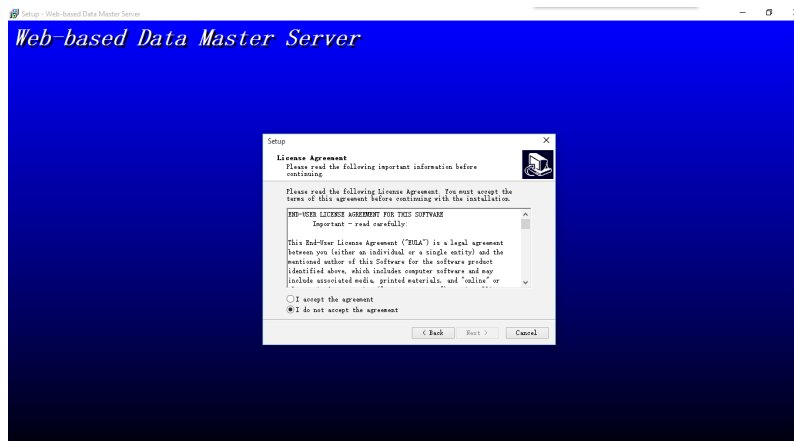 Setup - Web-based Data Master Server
Web-based Data Master Server
Setup
License Agreement
Please read the following important information before
continuing.
Please read the following License Agreement. You must accept the
terms of this agreement before continuing with the installation.
END-USER LICENSE AGREEMENT FOR THIS SOFTWARE
Important - read carefully:
This End-User License Agreement ("EULA") is a legal agreement
between you (either an individual or a single entity) and the
mentioned author of this Software for the software product
identified above, which includes computer software and may
include associated media, printed materials, and "online" or
I accept the agreement
I do not accept the agreement
< Back
Next >
Cancel